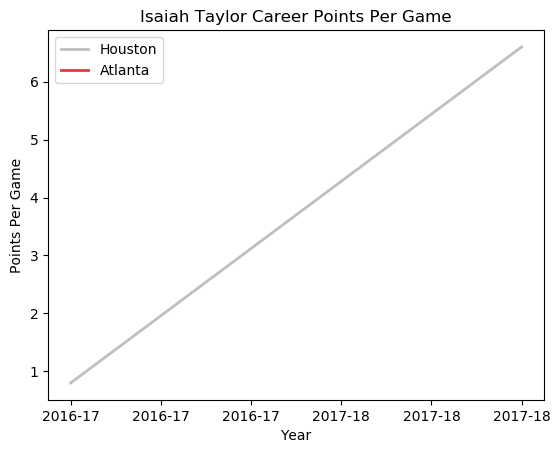 Isaiah Taylor Career Points Per Game
Houston
Atlanta
Points Per Game
6
5
4
3
2
1
2016-17 2016-17 2016-17 2017-18 2017-18 2017-18
Year